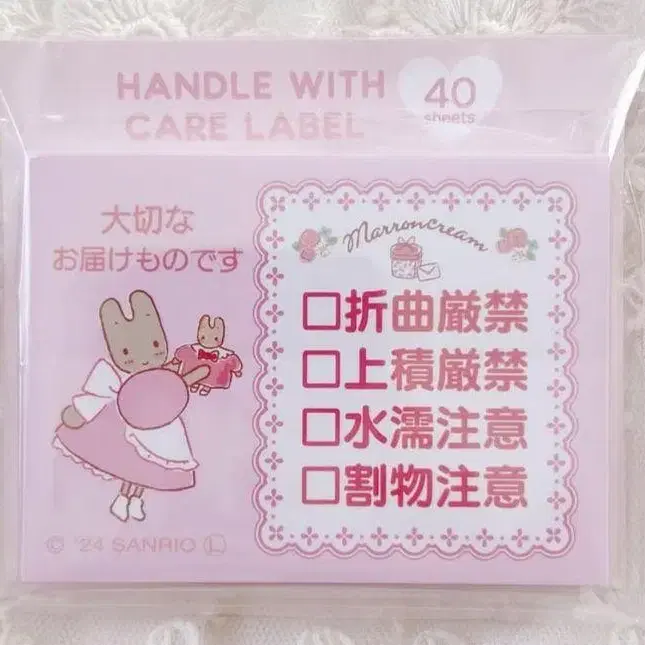 HANDLE WITH
CARE LABEL
40
sheets
大切な
お届けものです
MarronCream
□折曲厳禁
□上積厳禁
□水濡注意
□割物注意
© '24 SANRIO Ⓛ